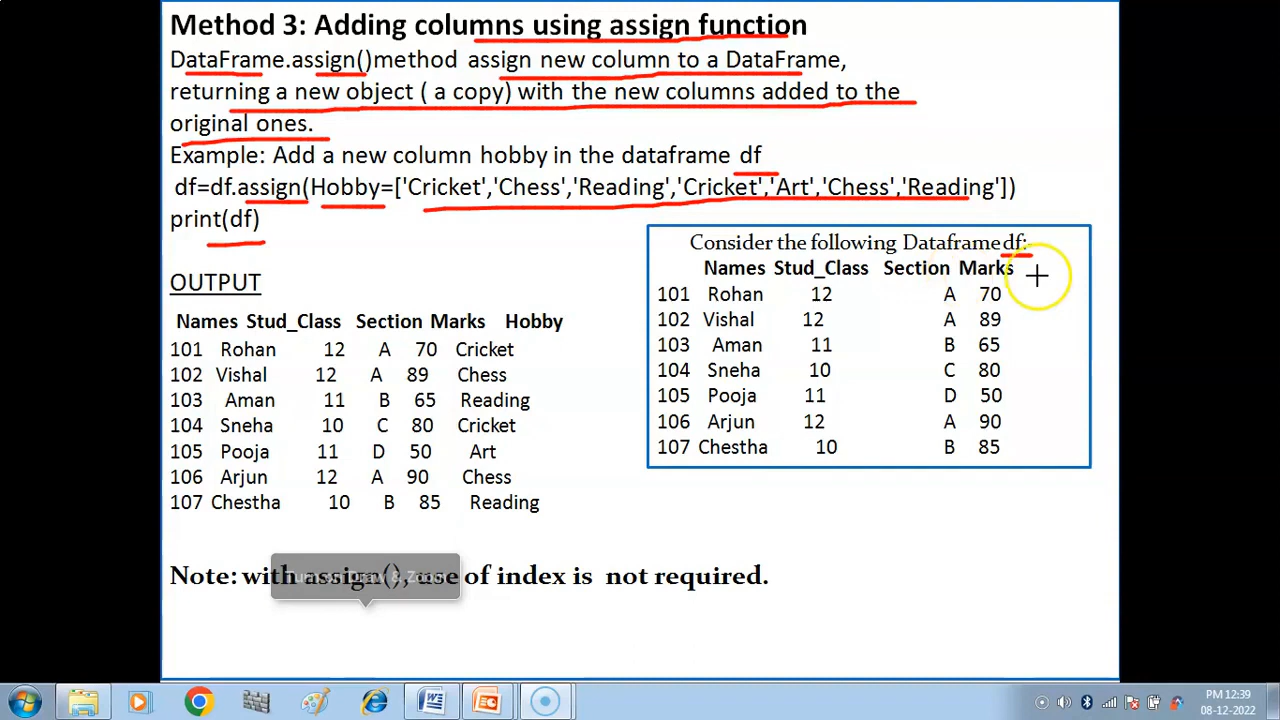 Method 3: Adding columns using assign function
DataFrame.assign()method assign new column to a DataFrame,
returning a new object ( a copy) with the new columns added to the
original ones.
Example: Add a new column hobby in the dataframe df
df=df.assign(Hobby=['Cricket','Chess','Reading','Cricket','Art','Chess','Reading'])
print(df)
OUTPUT
Names Stud_Class Section Marks Hobby
101 Rohan 12 A 70 Cricket
102 Vishal 12 A 89 Chess
103 Aman 11 B 65 Reading
104 Sneha 10 C 80 Cricket
105 Pooja 11 D 50 Art
106 Arjun 12 A 90 Chess
107 Chestha 10 B 85 Reading
Consider the following Dataframe df:
Names Stud_Class Section Marks
101 Rohan 12 A 70
102 Vishal 12 A 89
103 Aman 11 B 65
104 Sneha 10 C 80
105 Pooja 11 D 50
106 Arjun 12 A 90
107 Chestha 10 B 85
Note: with assign(), use of index is not required.
PM 12:39
08-12-2022